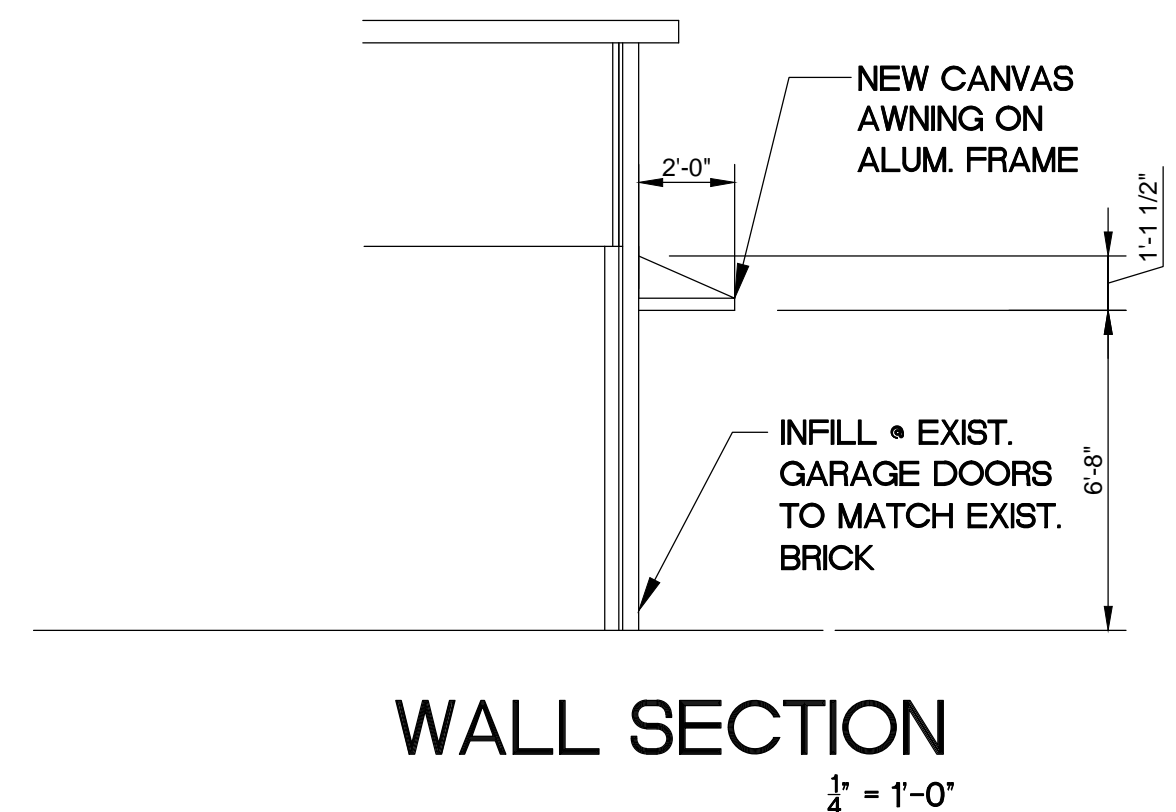 NEW CANVAS
AWNING ON
ALUM. FRAME
2'-0"
1'-1 1/2"
INFILL @ EXIST.
GARAGE DOORS
TO MATCH EXIST.
BRICK
6'-8"
WALL SECTION
1/4" = 1'-0"